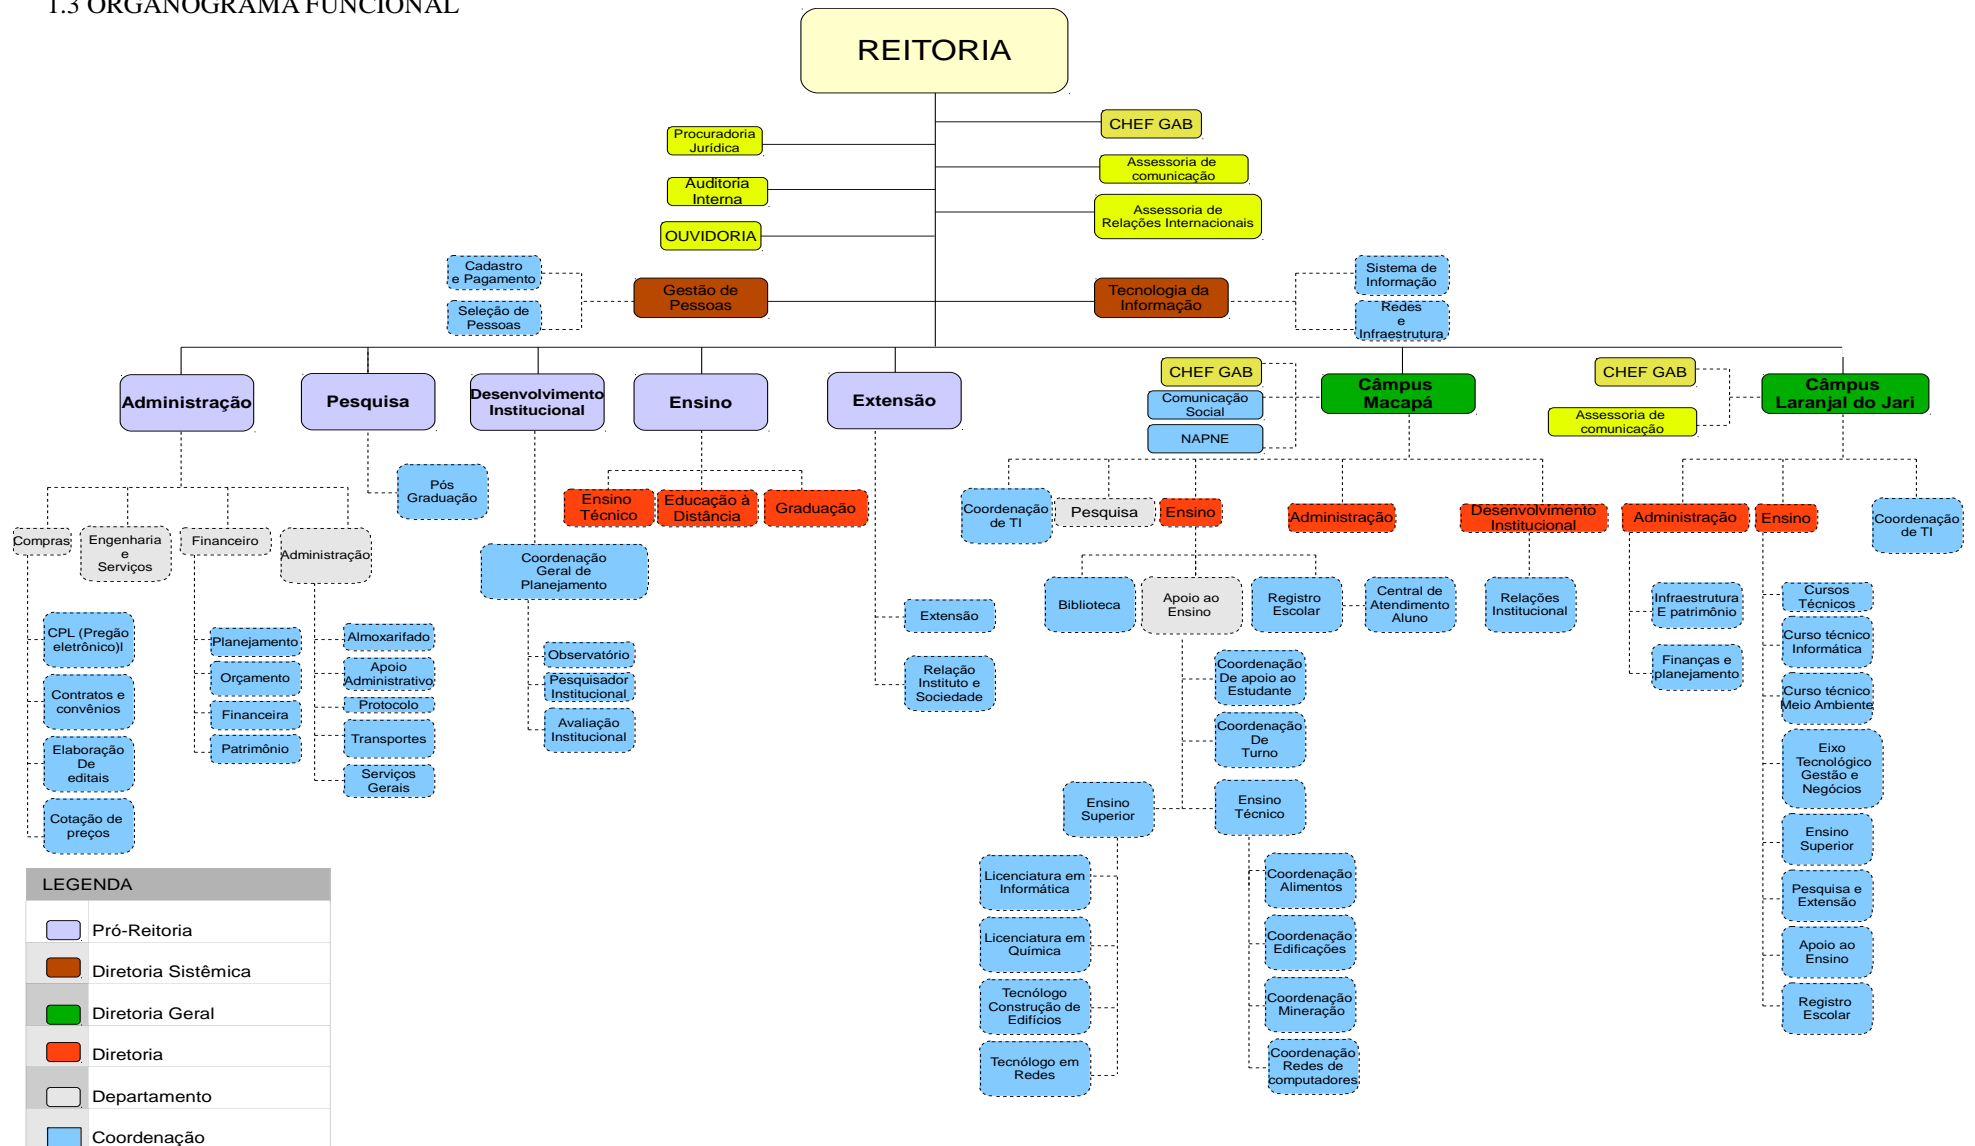 1.3 ORGANOGRAMA FUNCIONAL
REITORIA
CHEF GAB
Procuradoria
Jurídica
Assessoria de
comunicação
Auditoria
Interna
Assessoria de
Relações Internacionais
OUVIDORIA
Cadastro
e Pagamento
Seleção de
Pessoas
Gestão de
Pessoas
Tecnologia da
Informação
Sistema de
Informação
Redes
e
Infraestrutura
Administração
Pesquisa
Desenvolvimento
Institucional
Ensino
Extensão
CHEF GAB
Comunicação
Social
NAPNE
Câmpus
Macapá
CHEF GAB
Assessoria de
comunicação
Câmpus
Laranjal do Jari
Pós
Graduação
Ensino
Técnico
Educação à
Distância
Graduação
Coordenação
de TI
Pesquisa
Ensino
Administração
Desenvolvimento
Institucional
Administração
Ensino
Coordenação
de TI
Compras
Engenharia
e
Serviços
Financeiro
Administração
Coordenação
Geral de
Planejamento
Biblioteca
Apoio ao
Ensino
Registro
Escolar
Central de
Atendimento
Aluno
Relações
Institucional
Infraestrutura
E patrimônio
Finanças e
planejamento
Cursos
Técnicos
Curso técnico
Informática
Curso técnico
Meio Ambiente
Eixo
Tecnológico
Gestão e
Negócios
Ensino
Superior
Pesquisa e
Extensão
Apoio ao
Ensino
Registro
Escolar
CPL (Pregão
eletrônico)l
Contratos e
convênios
Elaboração
De
editais
Cotação de
preços
Planejamento
Orçamento
Financeira
Patrimônio
Almoxarifado
Apoio
Administrativo
Protocolo
Transportes
Serviços
Gerais
Observatório
Pesquisador
Institucional
Avaliação
Institucional
Extensão
Relação
Instituto e
Sociedade
Coordenação
De apoio ao
Estudante
Coordenação
De
Turno
Ensino
Superior
Ensino
Técnico
Licenciatura em
Informática
Licenciatura em
Química
Tecnólogo
Construção de
Edifícios
Tecnólogo em
Redes
Coordenação
Alimentos
Coordenação
Edificações
Coordenação
Mineração
Coordenação
Redes de
computadores
LEGENDA
Pró-Reitoria
Diretoria Sistêmica
Diretoria Geral
Diretoria
Departamento
Coordenação